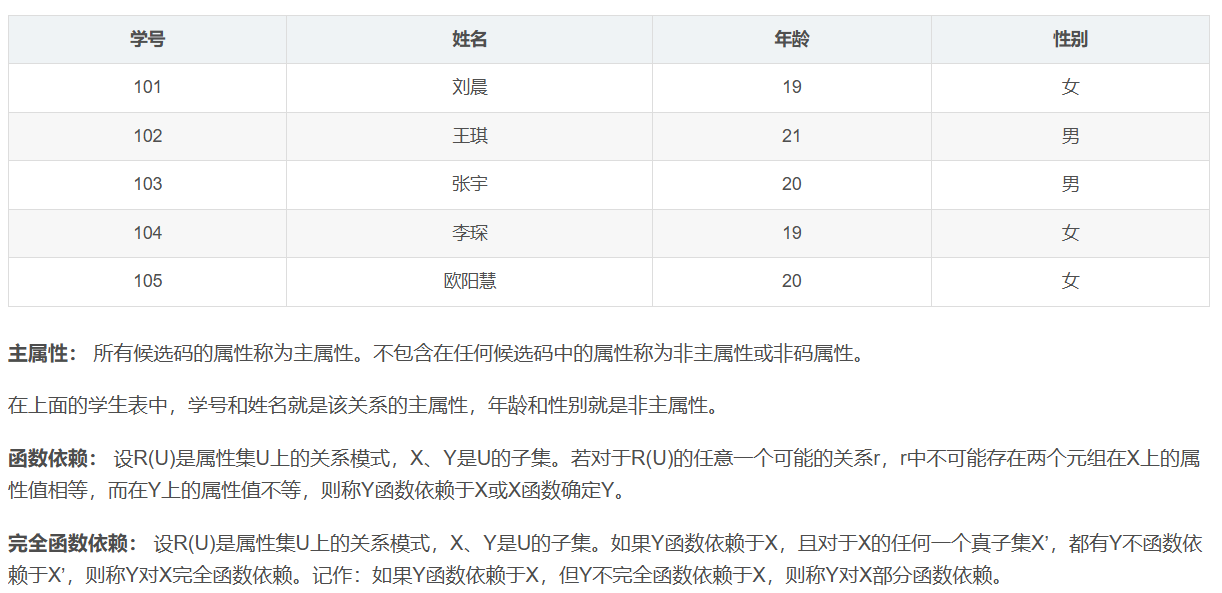 学号 姓名 年龄 性别
101 刘晨 19 女
102 王琪 21 男
103 张宇 20 男
104 李琛 19 女
105 欧阳慧 20 女
主属性： 所有候选码的属性称为主属性。不包含在任何候选码中的属性称为非主属性或非码属性。
在上面的学生表中，学号和姓名就是该关系的主属性，年龄和性别就是非主属性。
函数依赖： 设R(U)是属性集U上的关系模式，X、Y是U的子集。若对于R(U)的任意一个可能的关系r，r中不可能存在两个元组在X上的属
性值相等，而在Y上的属性值不等，则称Y函数依赖于X或X函数确定Y。
完全函数依赖： 设R(U)是属性集U上的关系模式，X、Y是U的子集。如果Y函数依赖于X，且对于X的任何一个真子集X’，都有Y不函数依
赖于X’，则称Y对X完全函数依赖。记作：如果Y函数依赖于X，但Y不完全函数依赖于X，则称Y对X部分函数依赖。